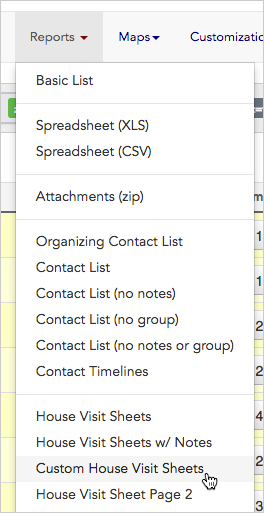 Reports Maps Customizatio
Basic List
Spreadsheet (XLS)
Spreadsheet (CSV)
Attachments (zip)
Organizing Contact List
Contact List
Contact List (no notes)
Contact List (no group)
Contact List (no notes or group)
Contact Timelines
House Visit Sheets
House Visit Sheets w/ Notes
Custom House Visit Sheets
House Visit Sheet Page 2